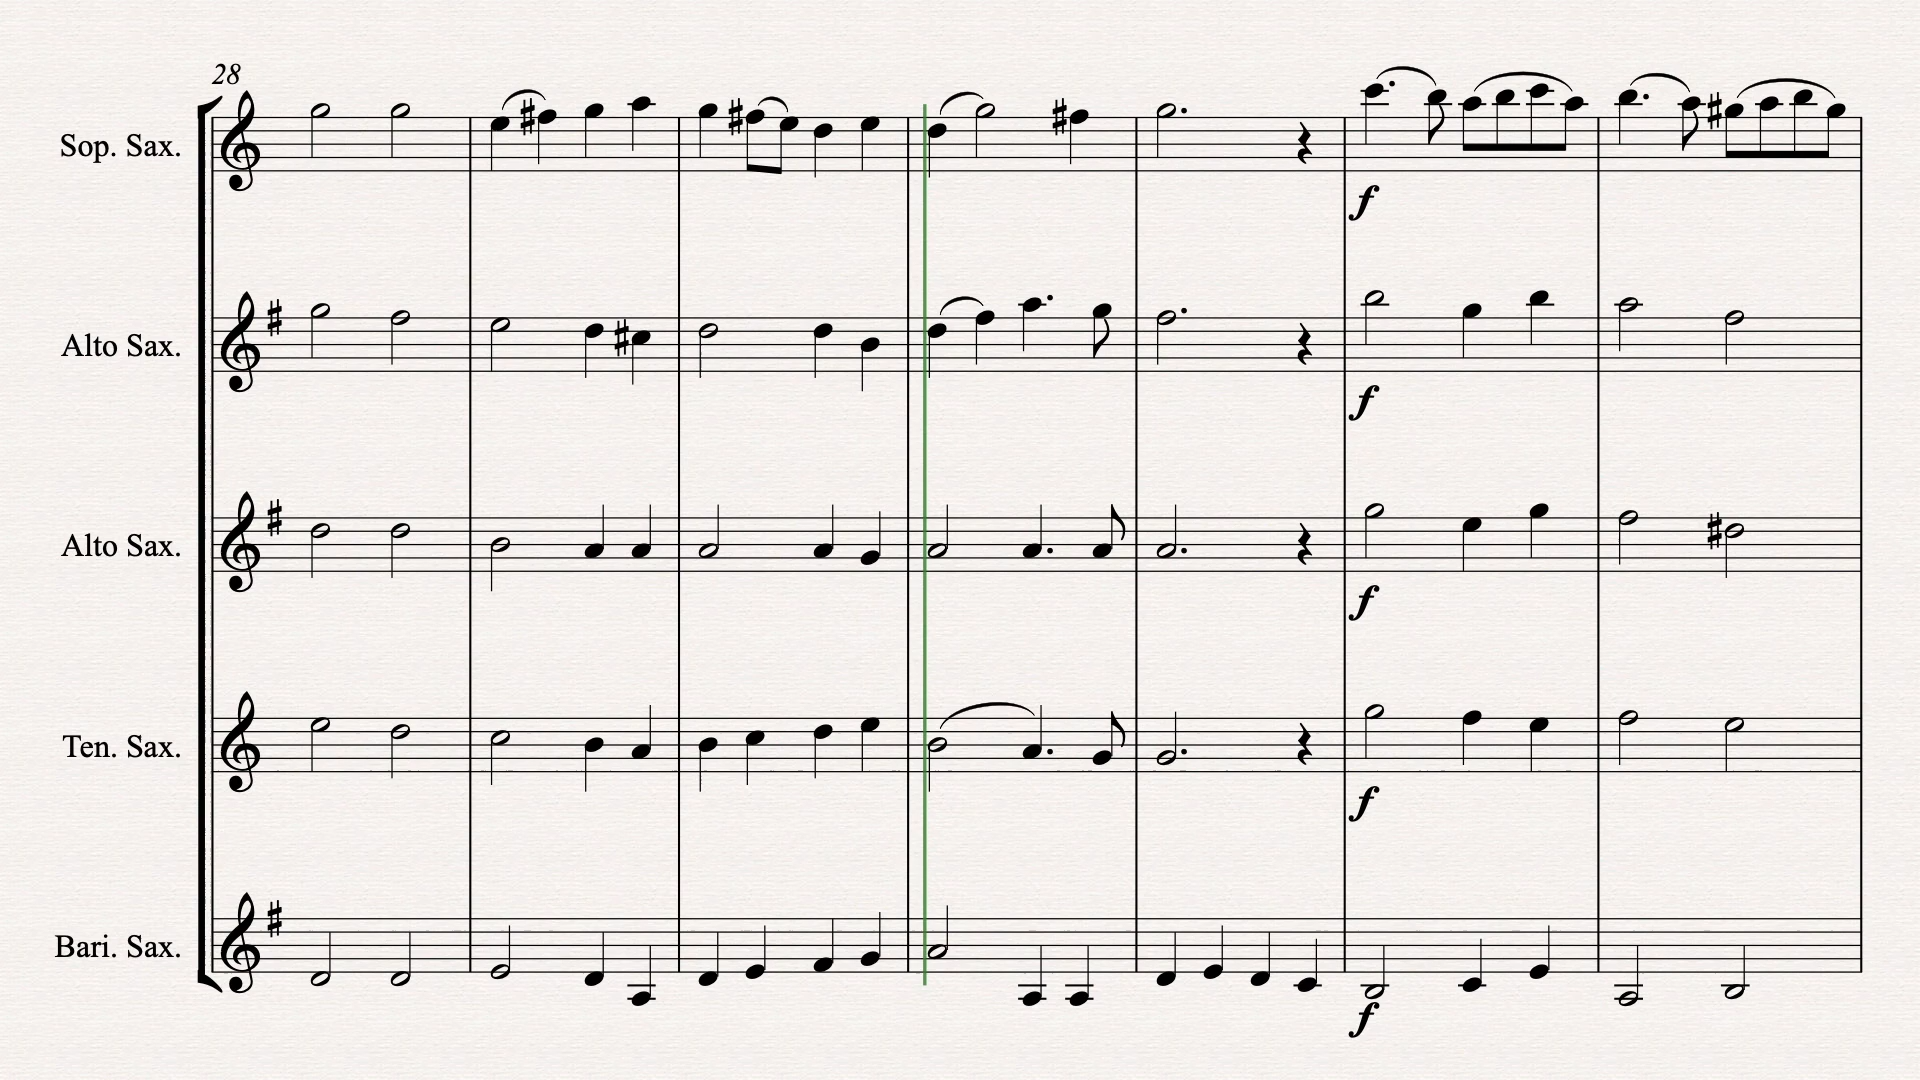 28
Sop. Sax.
f
Alto Sax.
f
Alto Sax.
f
Ten. Sax.
f
Bari. Sax.
f